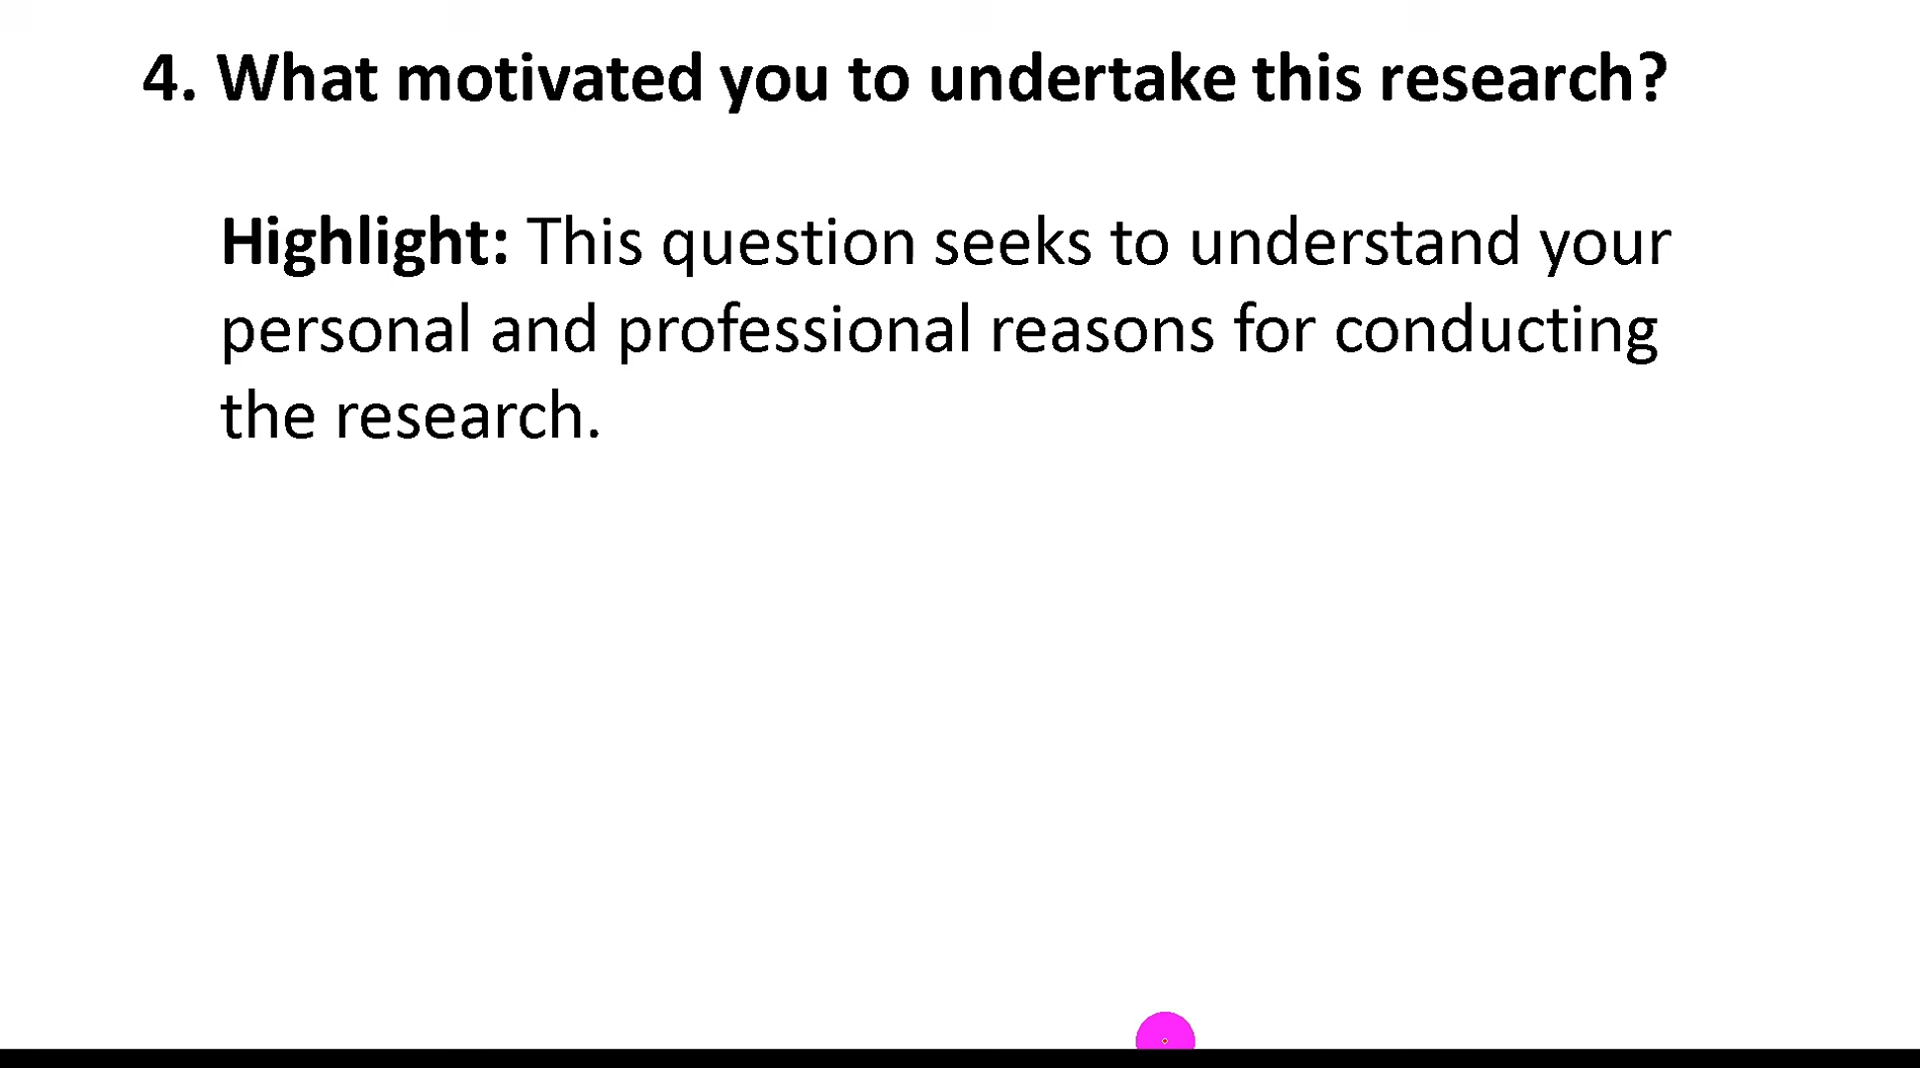 4. What motivated you to undertake this research?
Highlight: This question seeks to understand your
personal and professional reasons for conducting
the research.